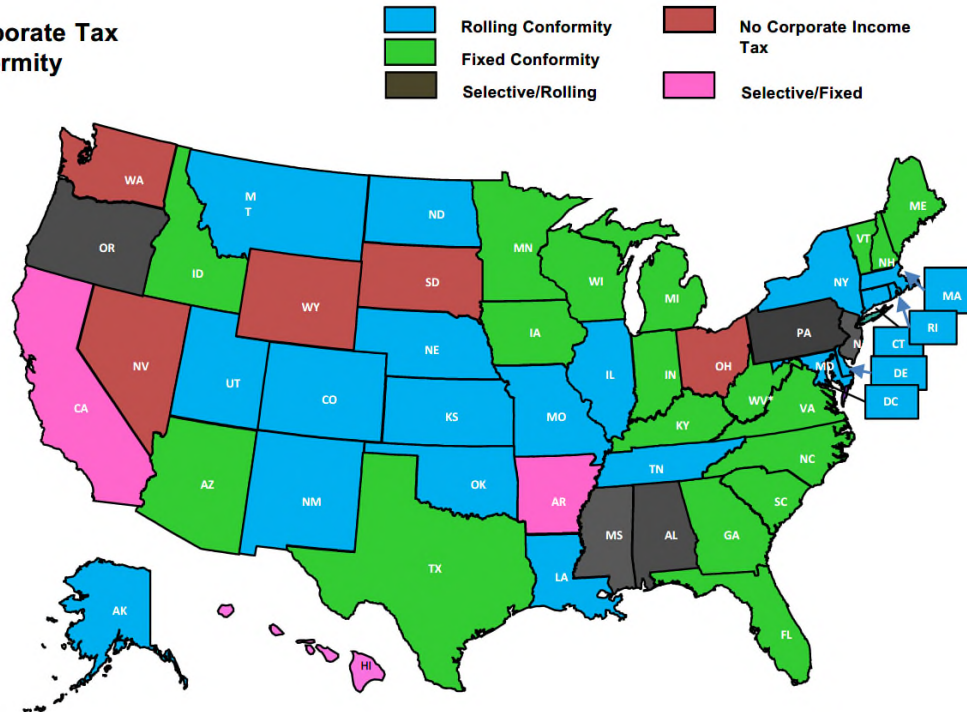 porate Tax
rmity
Rolling Conformity
Fixed Conformity
Selective/Rolling
No Corporate Income
Tax
Selective/Fixed
WA
M
T
ND
MN
ME
VT
NH
OR
ID
WY
SD
WI
MI
NY
MA
RI
CT
DE
DC
NV
UT
CO
NE
IA
IL
IN
OH
PA
N
MD
CA
KS
MO
KY
WV*
VA
AZ
NM
OK
AR
TN
NC
SC
TX
LA
MS
AL
GA
FL
AK
HI